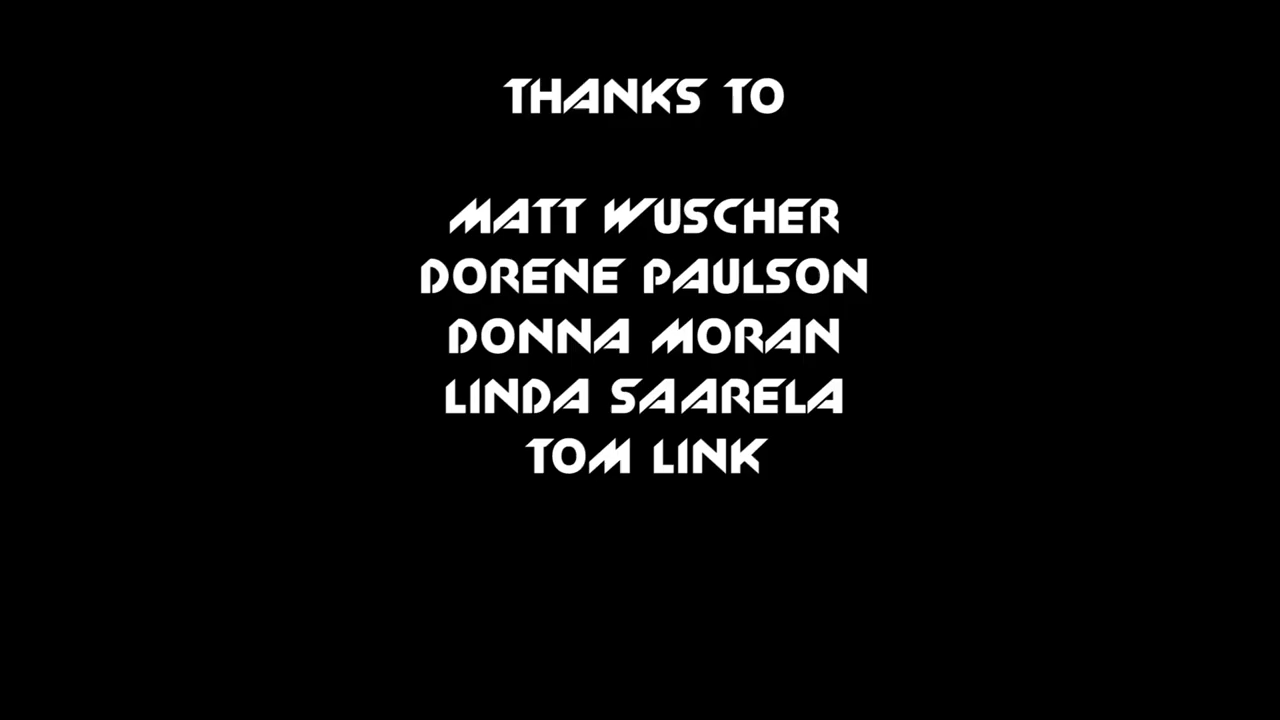 THANKS TO
MATT WUSCHER
DORENE PAULSON
DONNA MORAN
LINDA SAARELA
TOM LINK